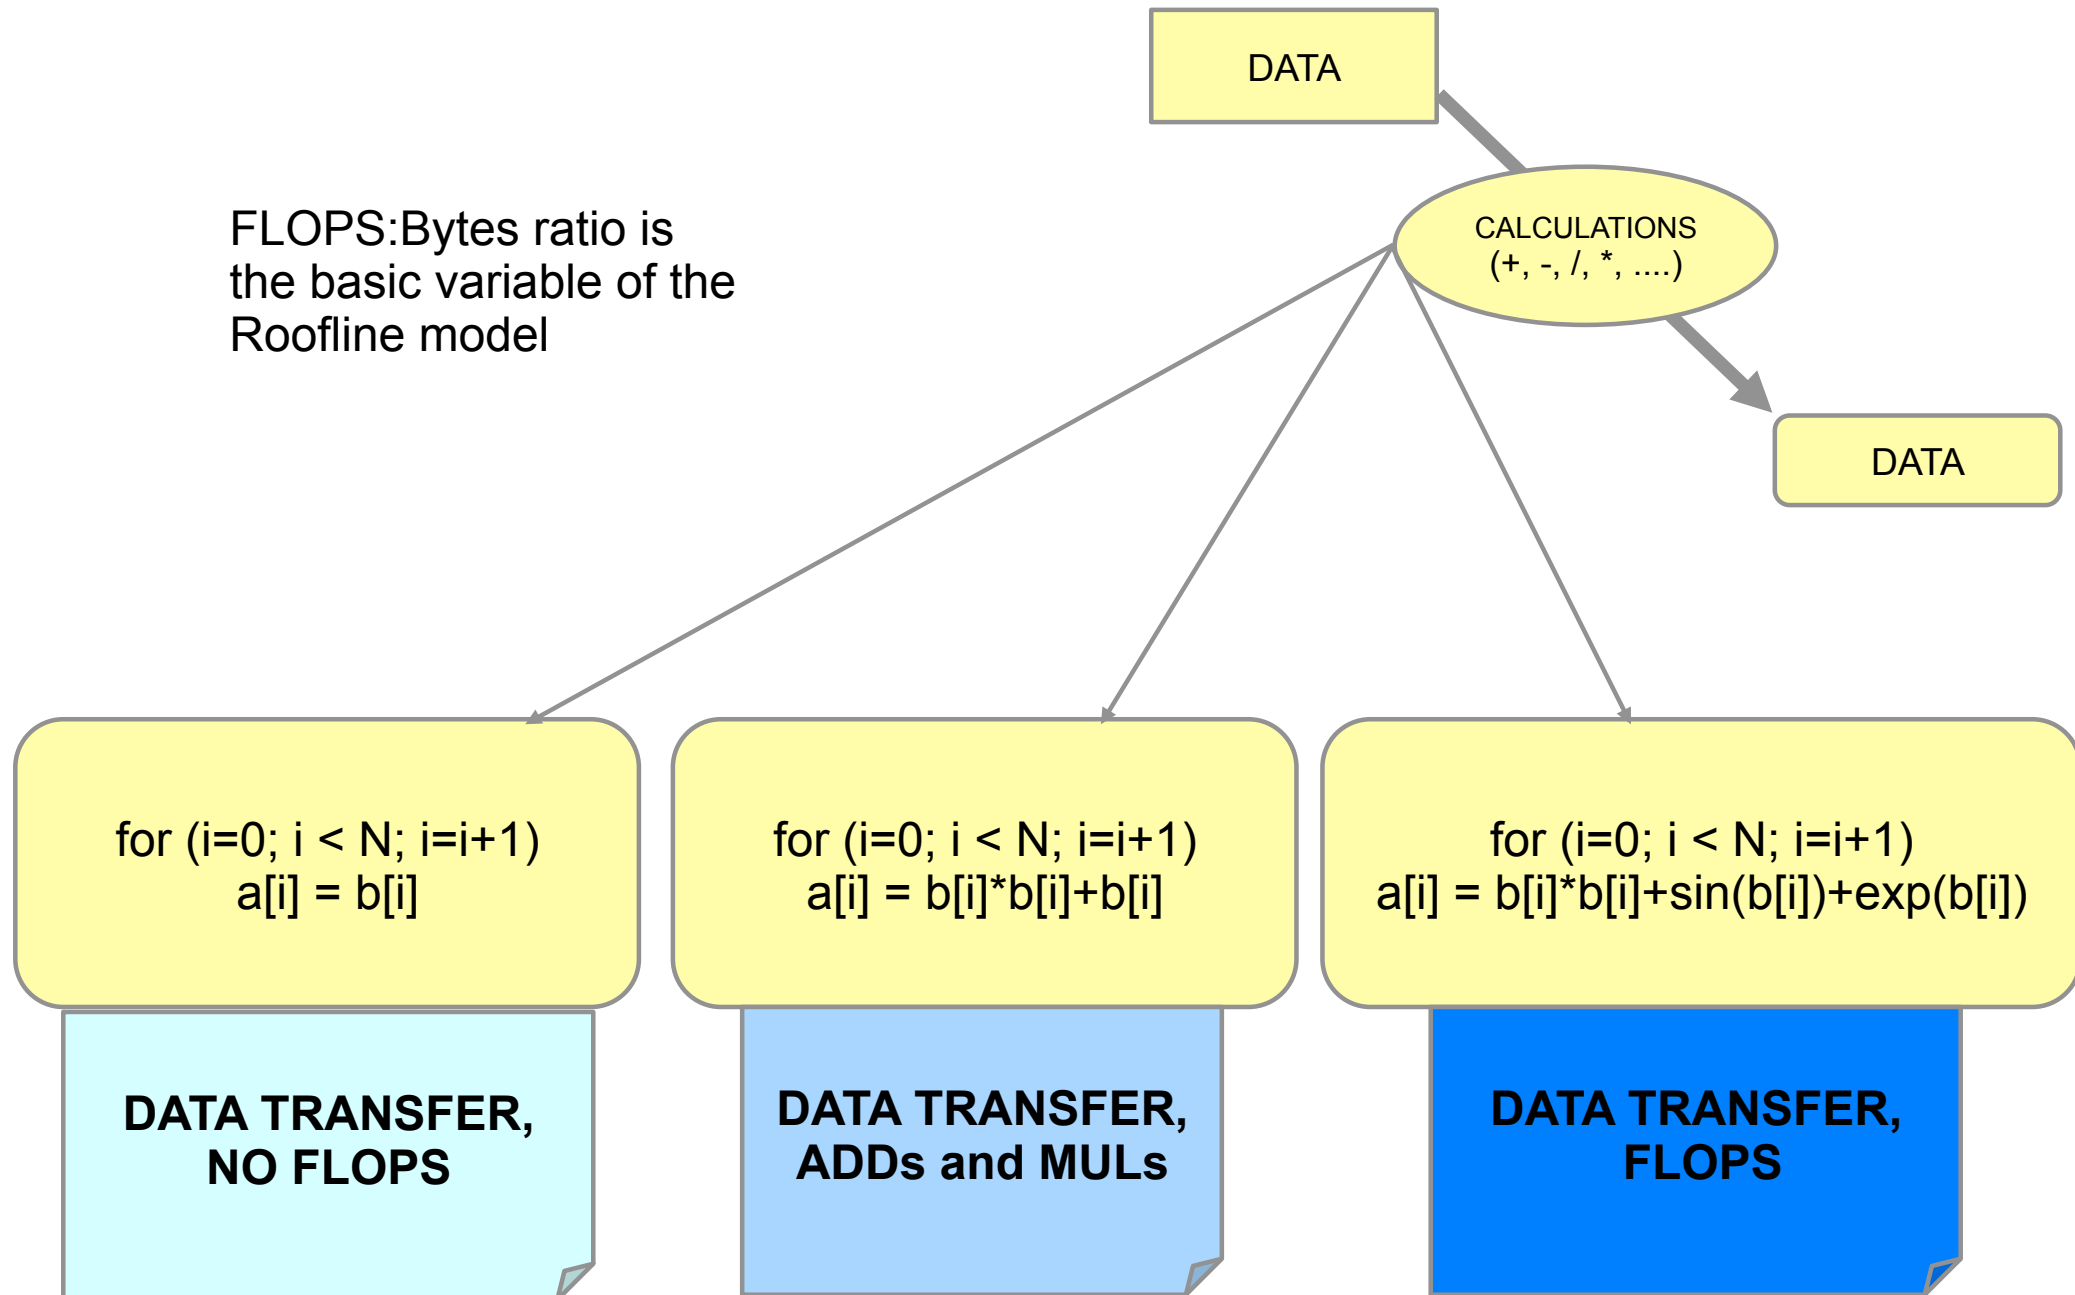 DATA
CALCULATIONS
(+, -, /, *, ....)
FLOPS:Bytes ratio is
the basic variable of the
Roofline model
DATA
for (i=0; i < N; i=i+1)
a[i] = b[i]
for (i=0; i < N; i=i+1)
a[i] = b[i]*b[i]+b[i]
for (i=0; i < N; i=i+1)
a[i] = b[i]*b[i]+sin(b[i])+exp(b[i])
DATA TRANSFER,
NO FLOPS
DATA TRANSFER,
ADDs and MULs
DATA TRANSFER,
FLOPS